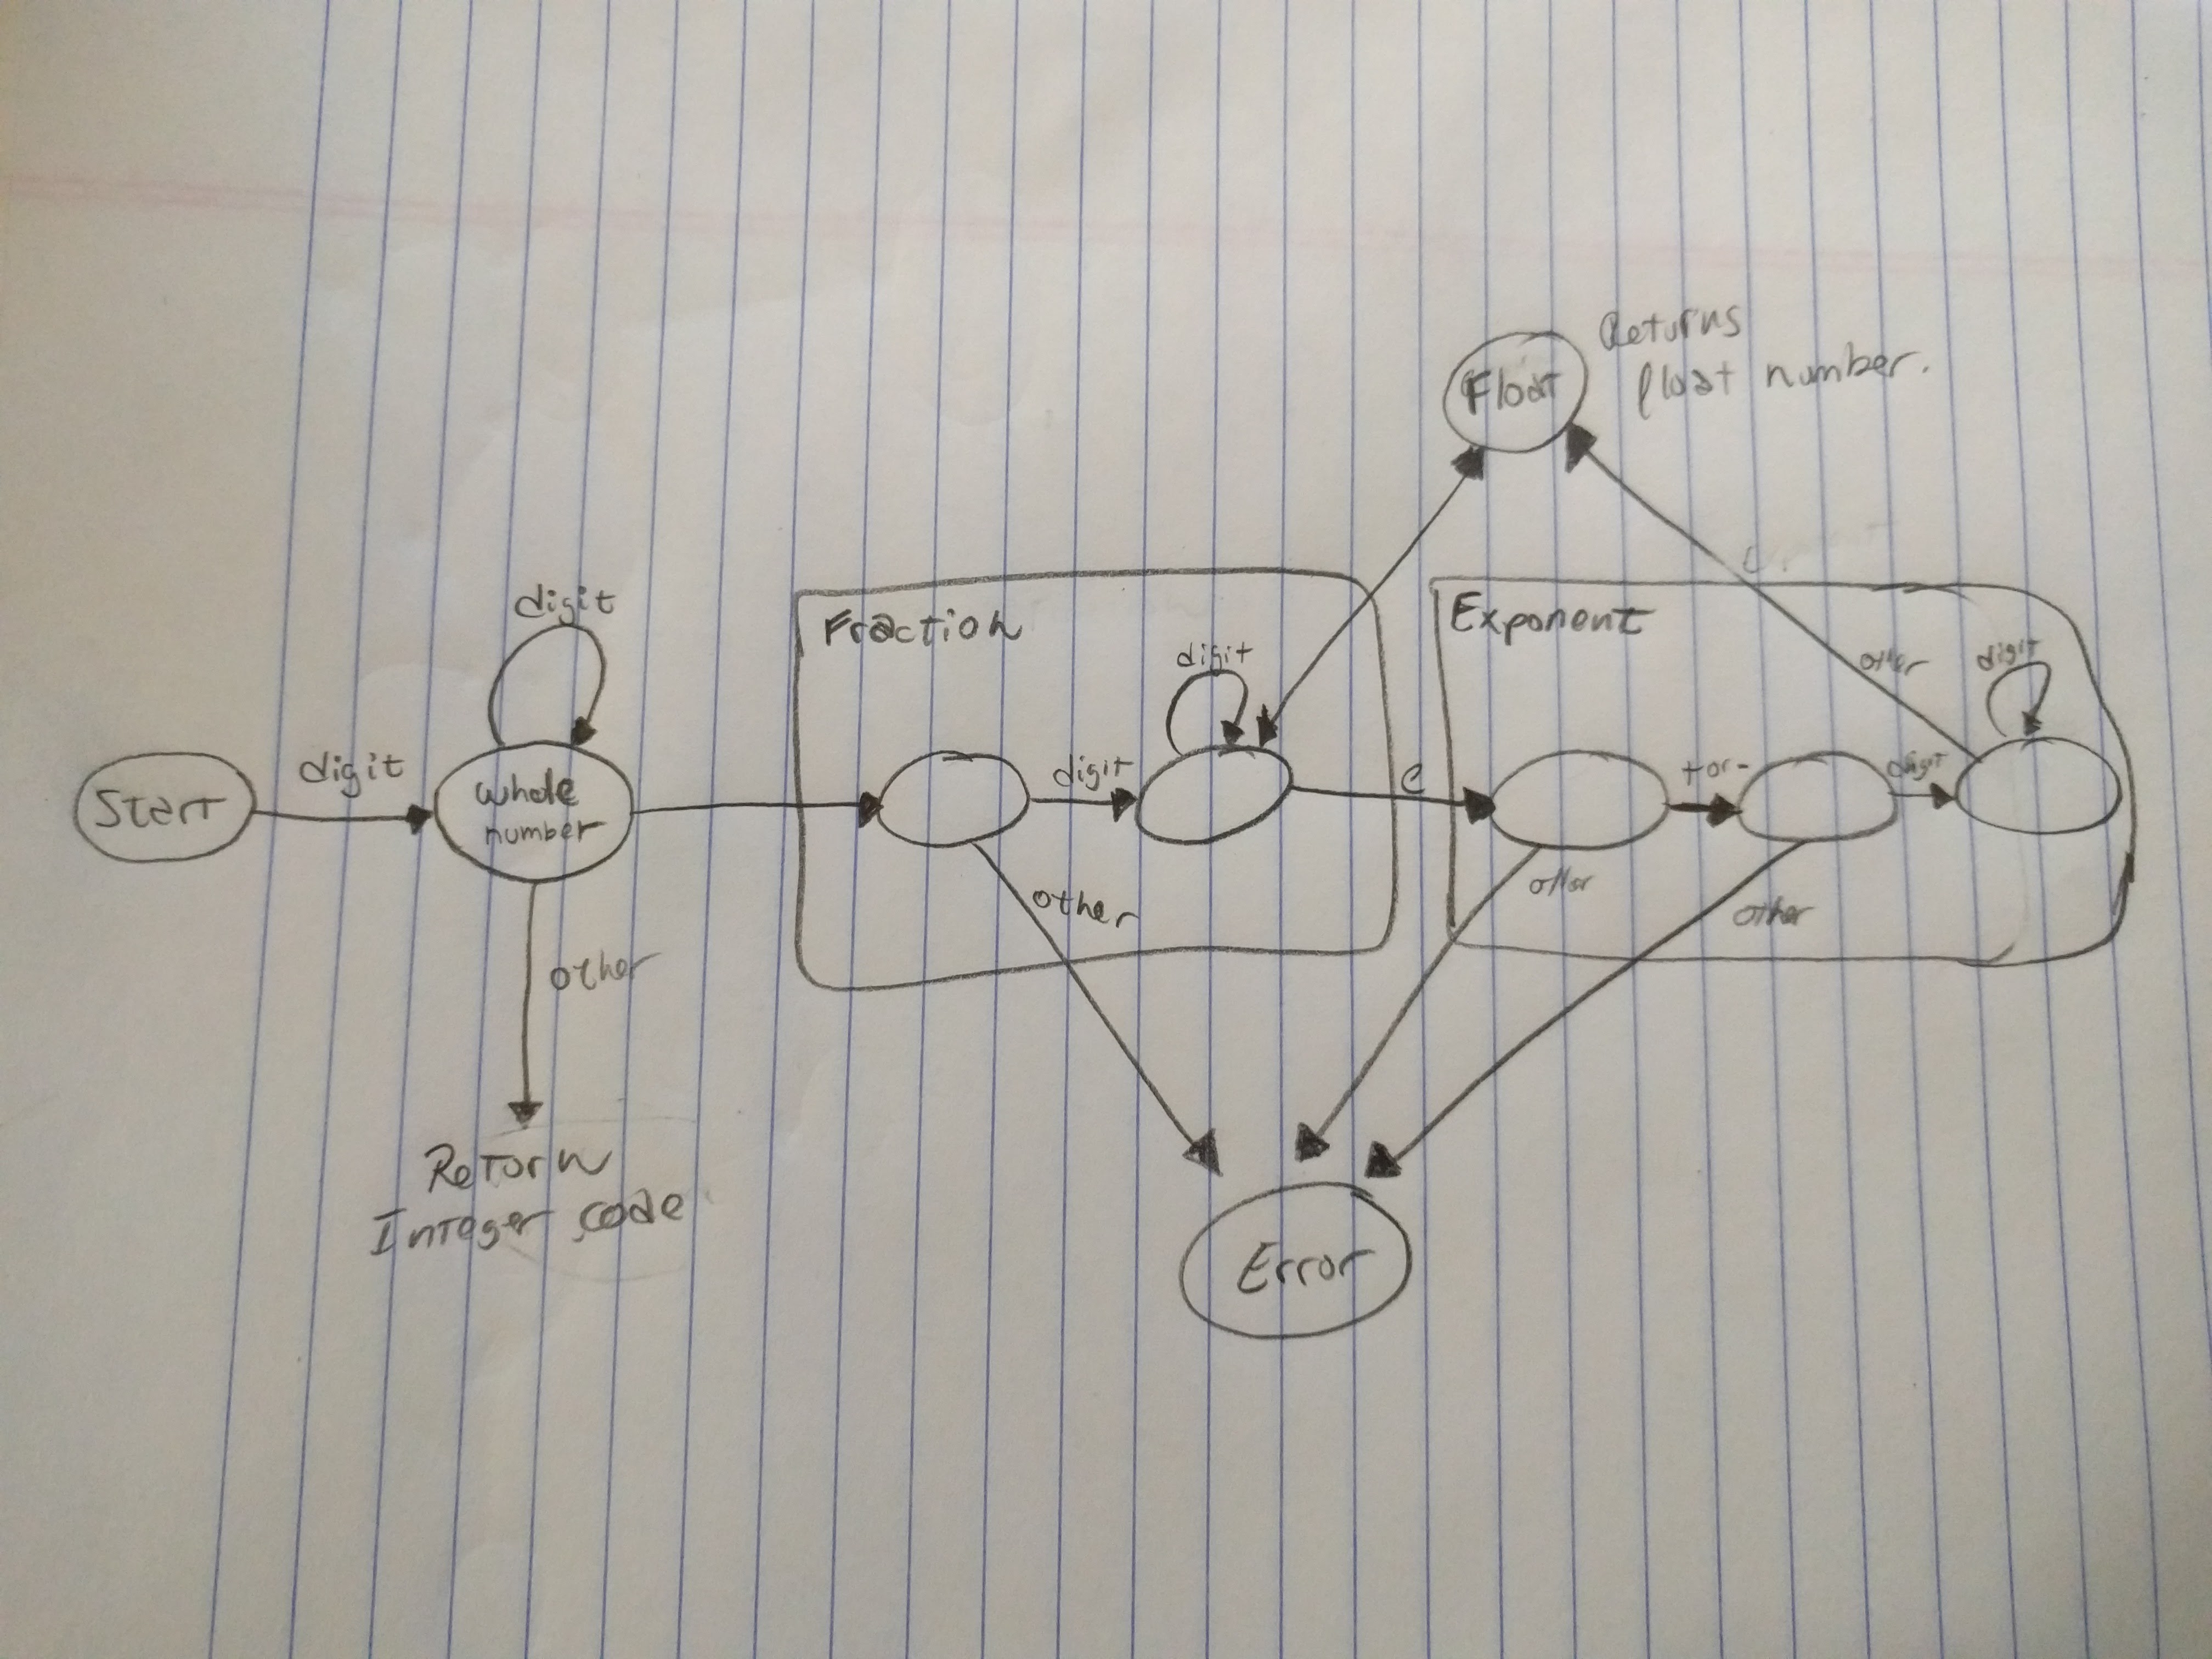 Returns
Float
float number.
digit
Fraction
Exponent
digit
digit
other
digit
Start
whole
number
digit
e
+or-
digit
other
other
other
other
Return
Integer code
Error